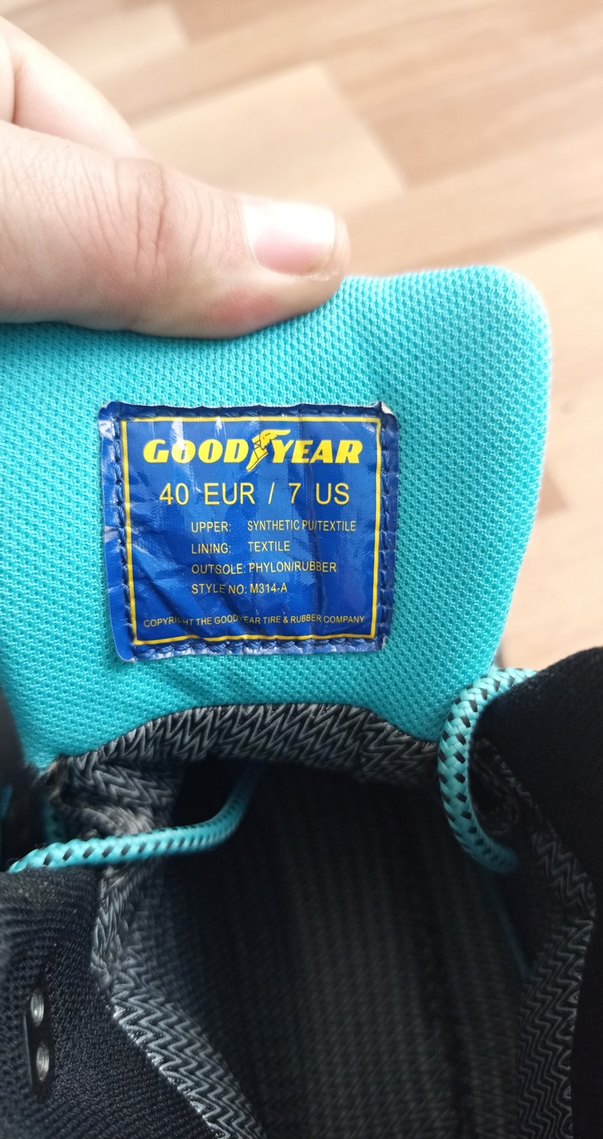 GOODYEAR
40 EUR / 7 US
UPPER: SYNTHETIC PU/TEXTILE
LINING: TEXTILE
OUTSOLE: PHYLON/RUBBER
STYLE NO: M314-A
COPYRIGHT THE GOODYEAR TIRE & RUBBER COMPANY